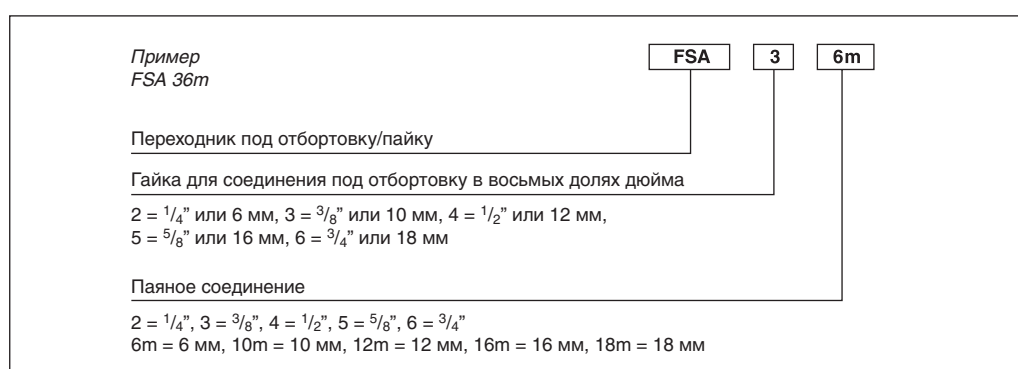 Пример
FSA 3 6m
FSA 36m
Переходник под отбортовку/пайку
Гайка для соединения под отбортовку в восьмых долях дюйма
2 = 1/4” или 6 мм, 3 = 3/8” или 10 мм, 4 = 1/2” или 12 мм,
5 = 5/8” или 16 мм, 6 = 3/4” или 18 мм
Паяное соединение
2 = 1/4”, 3 = 3/8”, 4 = 1/2”, 5 = 5/8”, 6 = 3/4”
6m = 6 мм, 10m = 10 мм, 12m = 12 мм, 16m = 16 мм, 18m = 18 мм